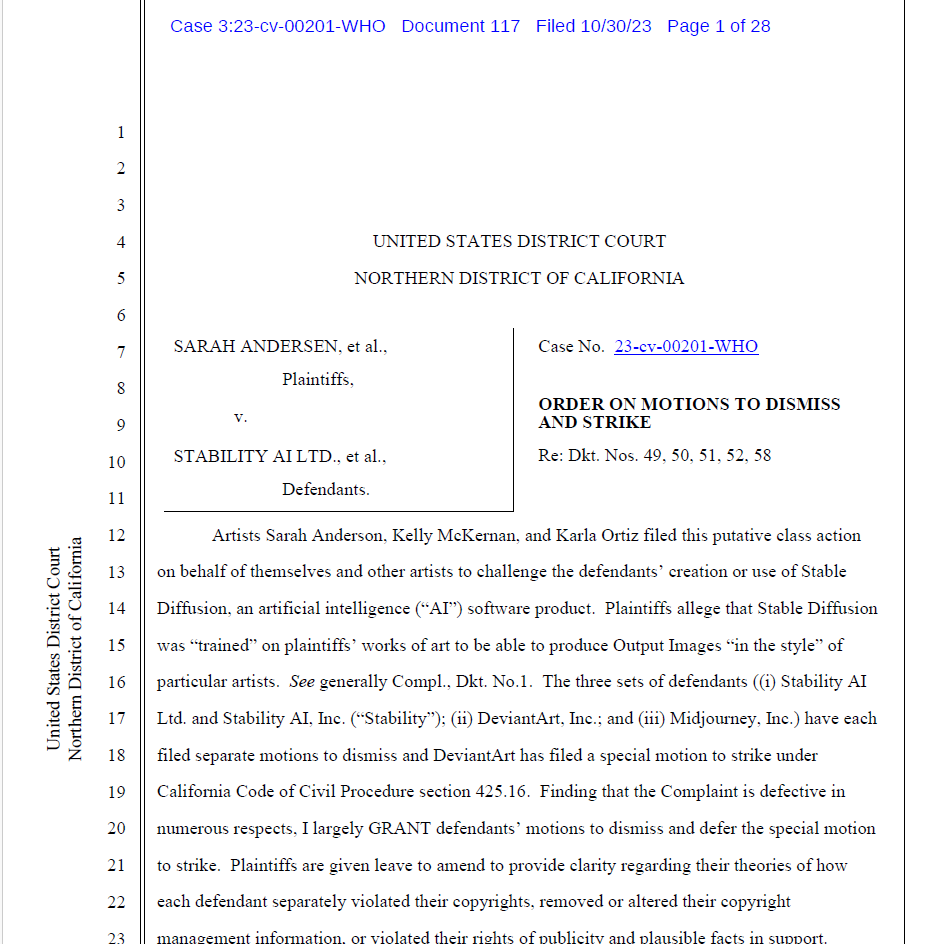 Case 3:23-cv-00201-WHO Document 117 Filed 10/30/23 Page 1 of 28
1
2
3
4 UNITED STATES DISTRICT COURT
5 NORTHERN DISTRICT OF CALIFORNIA
6
7 SARAH ANDERSEN, et al.,
8 Plaintiffs,
9 v.
10 STABILITY AI LTD., et al.,
11 Defendants.
Case No. 23-cv-00201-WHO
ORDER ON MOTIONS TO DISMISS
AND STRIKE
Re: Dkt. Nos. 49, 50, 51, 52, 58
12 Artists Sarah Anderson, Kelly McKernan, and Karla Ortiz filed this putative class action
13 on behalf of themselves and other artists to challenge the defendants’ creation or use of Stable
14 Diffusion, an artificial intelligence (“AI”) software product. Plaintiffs allege that Stable Diffusion
15 was “trained” on plaintiffs’ works of art to be able to produce Output Images “in the style” of
16 particular artists. See generally Compl., Dkt. No.1. The three sets of defendants ((i) Stability AI
17 Ltd. and Stability AI, Inc. (“Stability”); (ii) DeviantArt, Inc.; and (iii) Midjourney, Inc.) have each
18 filed separate motions to dismiss and DeviantArt has filed a special motion to strike under
19 California Code of Civil Procedure section 425.16. Finding that the Complaint is defective in
20 numerous respects, I largely GRANT defendants’ motions to dismiss and defer the special motion
21 to strike. Plaintiffs are given leave to amend to provide clarity regarding their theories of how
22 each defendant separately violated their copyrights, removed or altered their copyright
23 management information, or violated their rights of publicity and plausible facts in support.
United States District Court
Northern District of California